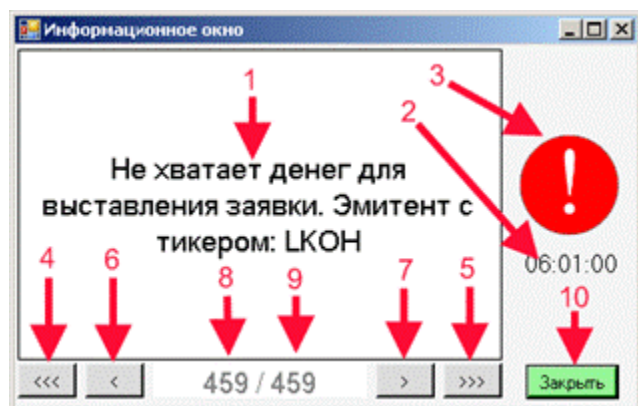 Информационное окно
1
3
2
Не хватает денег для
выставления заявки. Эмитент с
тикером: LKOH
06:01:00
4
6
8
9
7
5
10
<<<
<
459 / 459
>
>>>
Закрыть